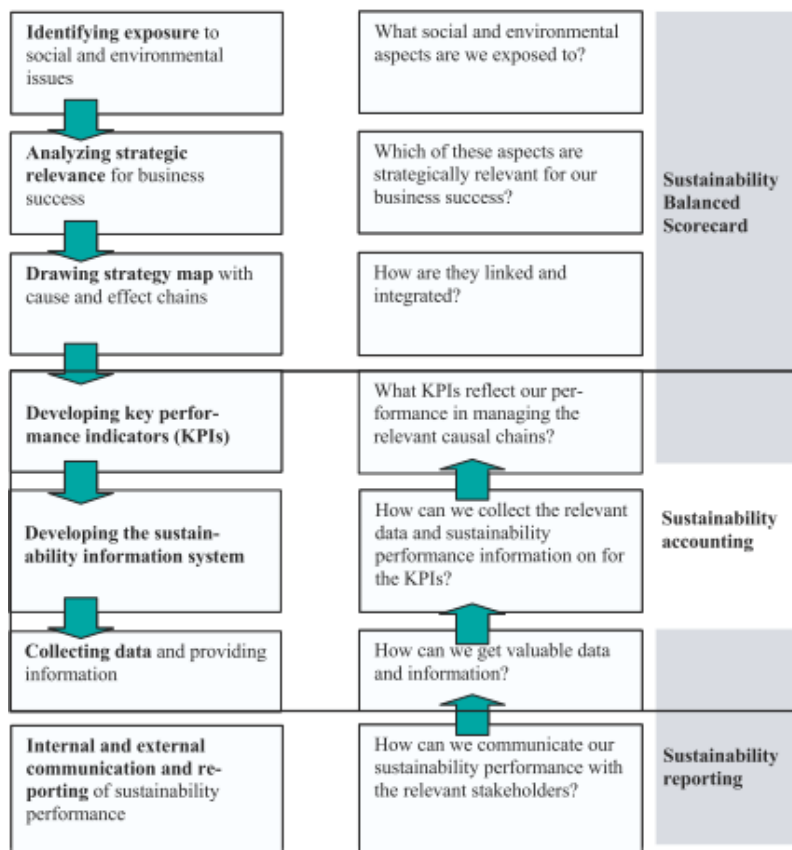 Identifying exposure to
social and environmental
issues
What social and environmental
aspects are we exposed to?
Analyzing strategic
relevance for business
success
Which of these aspects are
strategically relevant for our
business success?
Sustainability
Balanced
Scorecard
Drawing strategy map with
cause and effect chains
How are they linked and
integrated?
Developing key perfor-
mance indicators (KPIs)
What KPIs reflect our per-
formance in managing the
relevant causal chains?
Developing the sustain-
ability information system
How can we collect the relevant
data and sustainability
performance information on for
the KPIs?
Sustainability
accounting
Collecting data and providing
information
How can we get valuable data
and information?
Internal and external
communication and re-
porting of sustainability
performance
How can we communicate our
sustainability performance with
the relevant stakeholders?
Sustainability
reporting